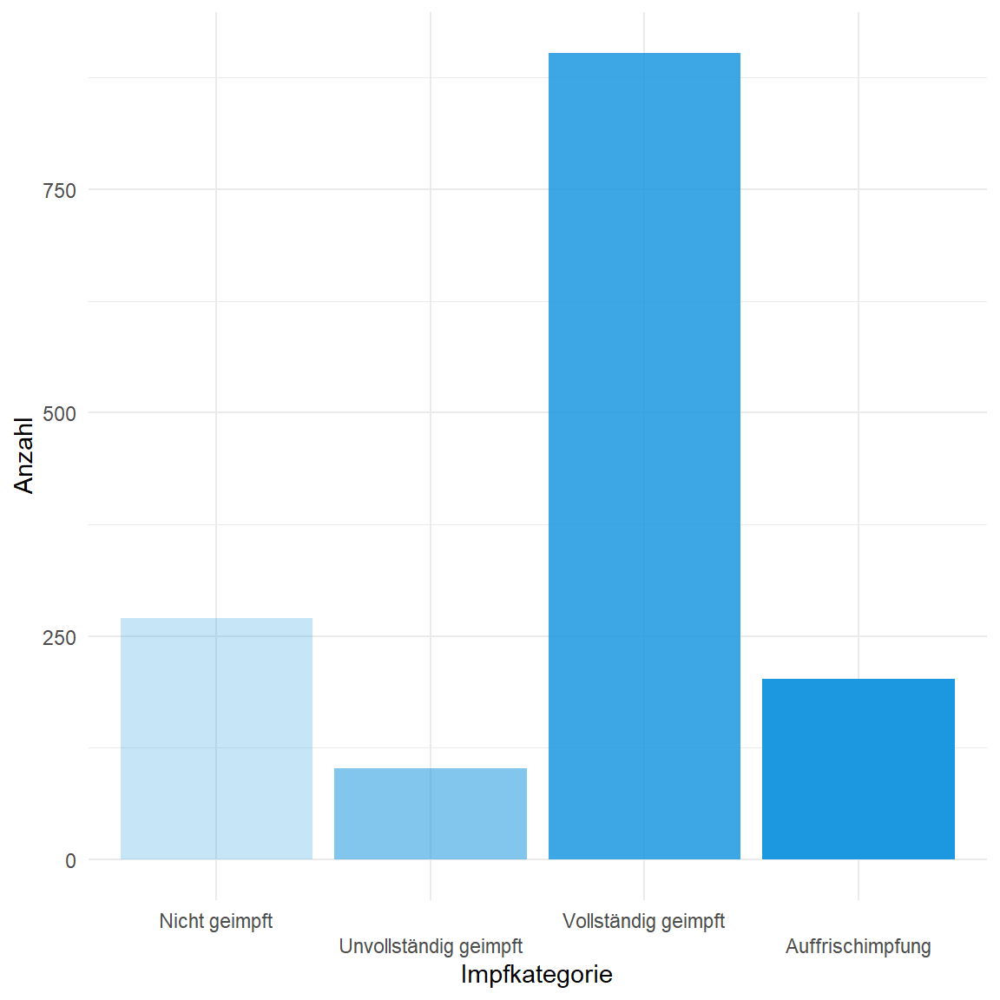 750
500
250
0
Anzahl
Nicht geimpft
Unvollständig geimpft
Vollständig geimpft
Auffrischimpfung
Impfkategorie